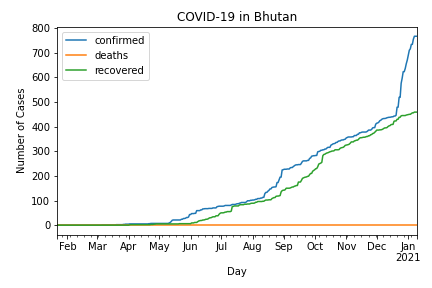 COVID-19 in Bhutan
confirmed
deaths
recovered
Number of Cases
800
700
600
500
400
300
200
100
0
Feb Mar Apr May Jun Jul Aug Sep Oct Nov Dec Jan
2021
Day